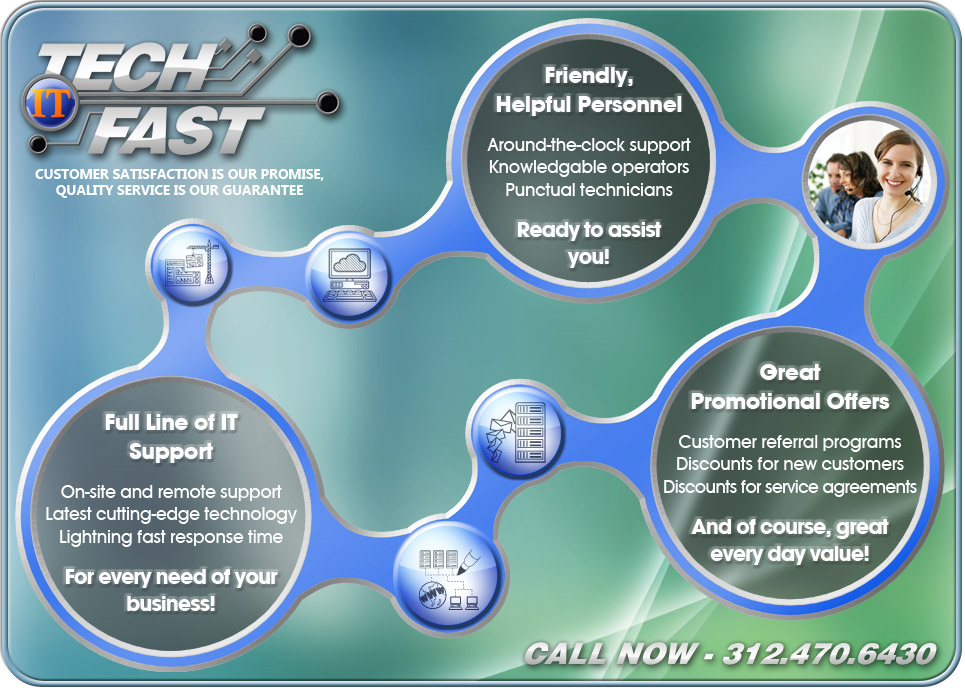 TECH
IT
FAST
CUSTOMER SATISFACTION IS OUR PROMISE,
QUALITY SERVICE IS OUR GUARANTEE
Friendly,
Helpful Personnel
Around-the-clock support
Knowledgable operators
Punctual technicians
Ready to assist
you!
Full Line of IT
Support
On-site and remote support
Latest cutting-edge technology
Lightning fast response time
For every need of your
business!
Great
Promotional Offers
Customer referral programs
Discounts for new customers
Discounts for service agreements
And of course, great
every day value!
CALL NOW - 312.470.6430